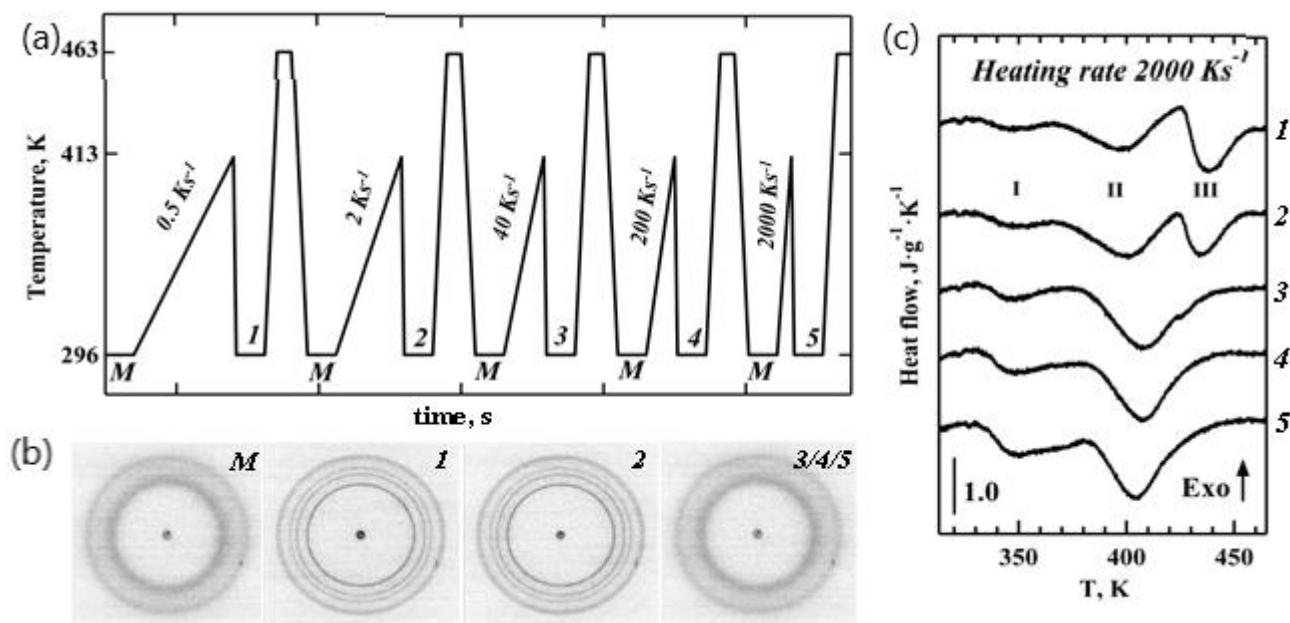 (a)
463
413
296
Temperature, K
0.5 Ks⁻¹
2 Ks⁻¹
40 Ks⁻¹
200 Ks⁻¹
2000 Ks⁻¹
M
1
M
2
M
3
M
4
M
5
time, s
(b)
M
1
2
3/4/5
(c)
Heating rate 2000 Ks⁻¹
1
I
II
III
2
3
4
5
1.0
Exo
Heat flow, J·g⁻¹·K⁻¹
350
400
450
T, K